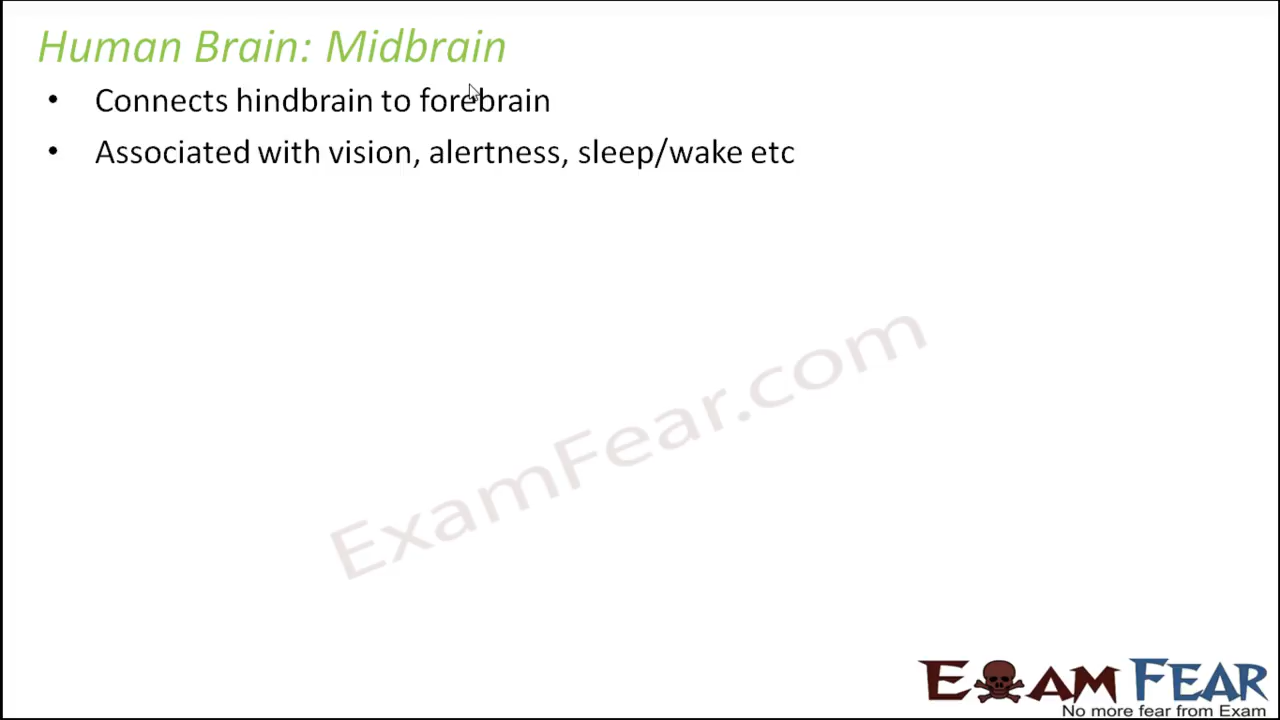 Human Brain: Midbrain
• Connects hindbrain to forebrain
• Associated with vision, alertness, sleep/wake etc
ExamFear.com
EXAM FEAR
No more fear from Exam